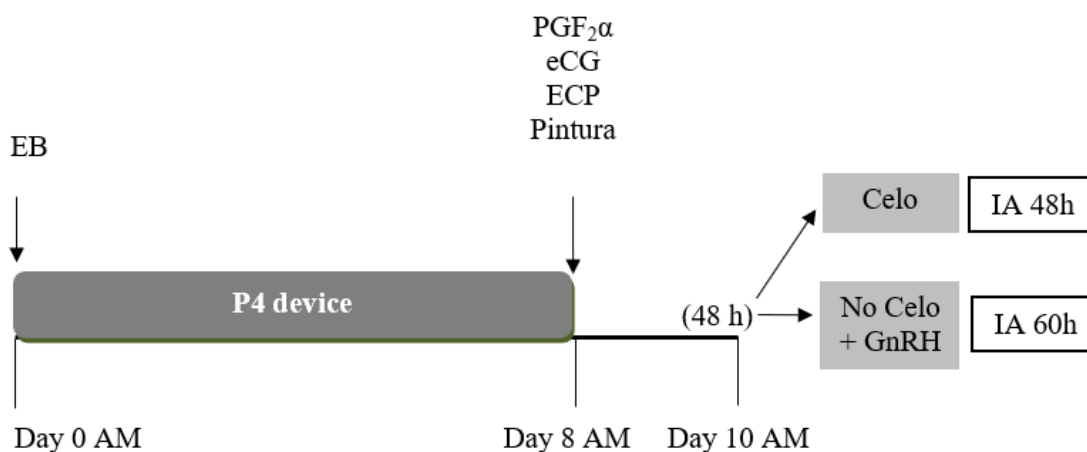 PGF₂α
eCG
ECP
Pintura
EB
Celo
IA 48h
P4 device
(48 h)
No Celo
+ GnRH
IA 60h
Day 0 AM
Day 8 AM
Day 10 AM